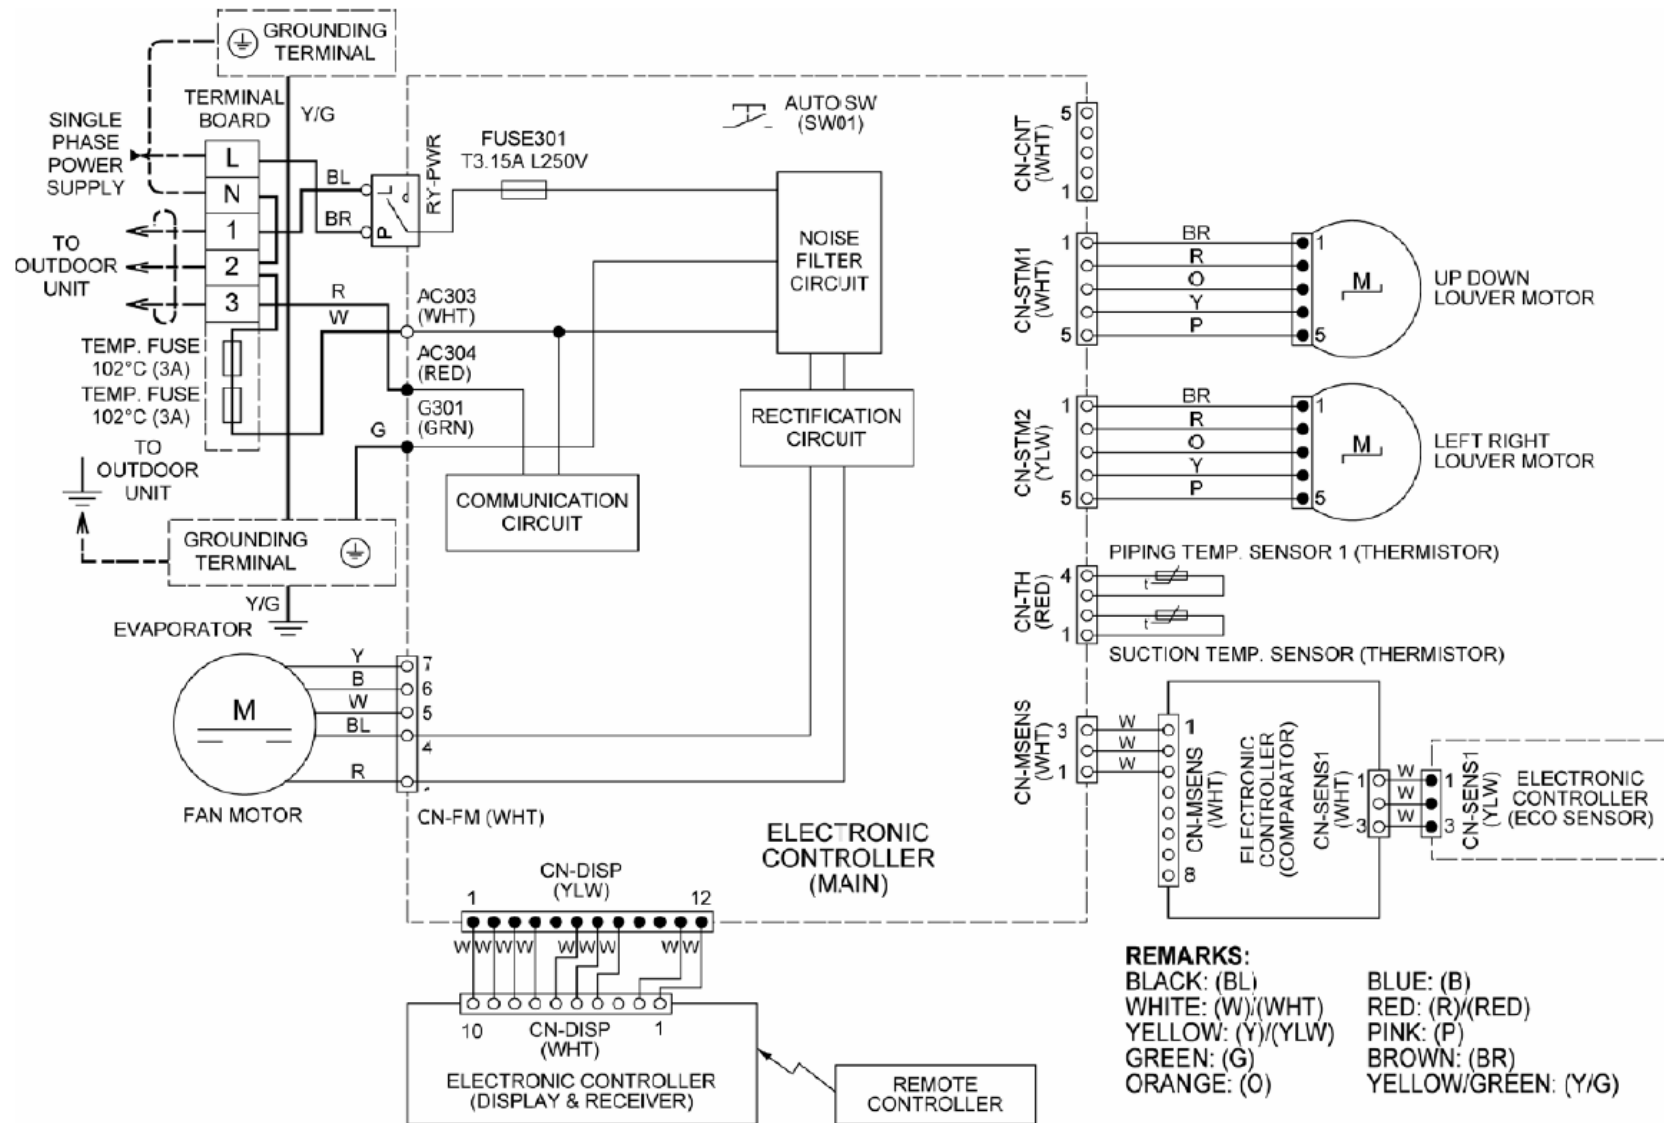 GROUNDING
TERMINAL
TERMINAL
BOARD
Y/G
SINGLE
PHASE
POWER
SUPPLY
L
N
1
2
3
TO
OUTDOOR
UNIT
BL
BR
L
P
RY-PWR
FUSE301
T3.15A L250V
AUTO SW
(SW01)
R
W
AC303
(WHT)
AC304
(RED)
G301
(GRN)
G
TEMP. FUSE
102°C (3A)
TEMP. FUSE
102°C (3A)
TO
OUTDOOR
UNIT
GROUNDING
TERMINAL
Y/G
EVAPORATOR
NOISE
FILTER
CIRCUIT
RECTIFICATION
CIRCUIT
COMMUNICATION
CIRCUIT
M
FAN MOTOR
Y
B
W
BL
R
7
6
5
4
CN-FM (WHT)
ELECTRONIC
CONTROLLER
(MAIN)
CN-DISP
(YLW)
1
12
W W W W W W W W
10
CN-DISP
(WHT)
1
ELECTRONIC CONTROLLER
(DISPLAY & RECEIVER)
REMOTE
CONTROLLER
CN-CNT
(WHT)
5
1
CN-STM1
(WHT)
1
5
BR
R
O
Y
P
1
5
M
UP DOWN
LOUVER MOTOR
CN-STM2
(YLW)
1
5
BR
R
O
Y
P
1
5
M
LEFT RIGHT
LOUVER MOTOR
PIPING TEMP. SENSOR 1 (THERMISTOR)
CN-TH
(RED)
4
1
t
t
SUCTION TEMP. SENSOR (THERMISTOR)
CN-MSENS
(WHT)
3
1
W
W
W
1
8
CN-MSENS
(WHT)
ELECTRONIC
CONTROLLER
(COMPARATOR)
CN-SENS1
(WHT)
1
3
W
W
W
1
3
CN-SENS1
(YLW)
ELECTRONIC
CONTROLLER
(ECO SENSOR)
REMARKS:
BLACK: (BL) BLUE: (B)
WHITE: (W)/(WHT) RED: (R)/(RED)
YELLOW: (Y)/(YLW) PINK: (P)
GREEN: (G) BROWN: (BR)
ORANGE: (O) YELLOW/GREEN: (Y/G)